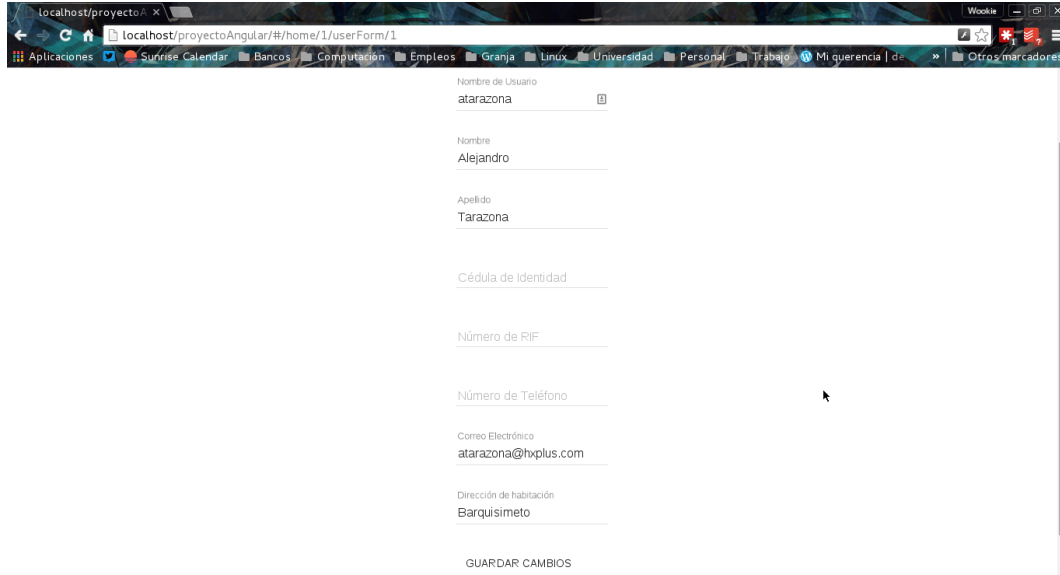 localhost/proyectoA
Wookie
localhost/proyectoAngular/#/home/1/userForm/1
Aplicaciones Sunrise Calendar Bancos Computación Empleos Granja Linux Universidad Personal Trabajo Mi querencia | de » Otros marcadores
Nombre de Usuario
atarazona
Nombre
Alejandro
Apellido
Tarazona
Cédula de Identidad
Número de RIF
Número de Teléfono
Correo Electrónico
atarazona@hxplus.com
Dirección de habitación
Barquisimeto
GUARDAR CAMBIOS